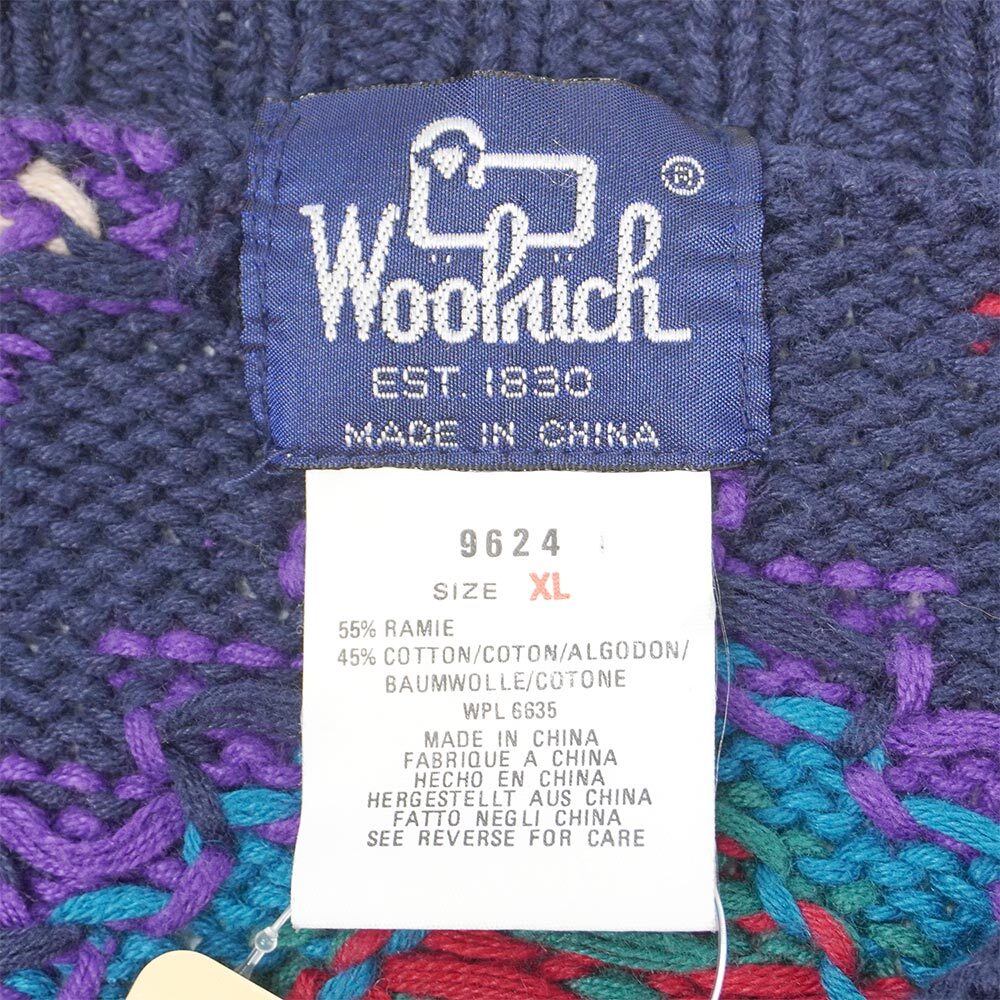 Woolrich ®
EST. 1830
MADE IN CHINA
9624
SIZE XL
55% RAMIE
45% COTTON/COTON/ALGODON/
BAUMWOLLE/COTONE
WPL 6635
MADE IN CHINA
FABRIQUE A CHINA
HECHO EN CHINA
HERGESTELLT AUS CHINA
FATTO NEGLI CHINA
SEE REVERSE FOR CARE